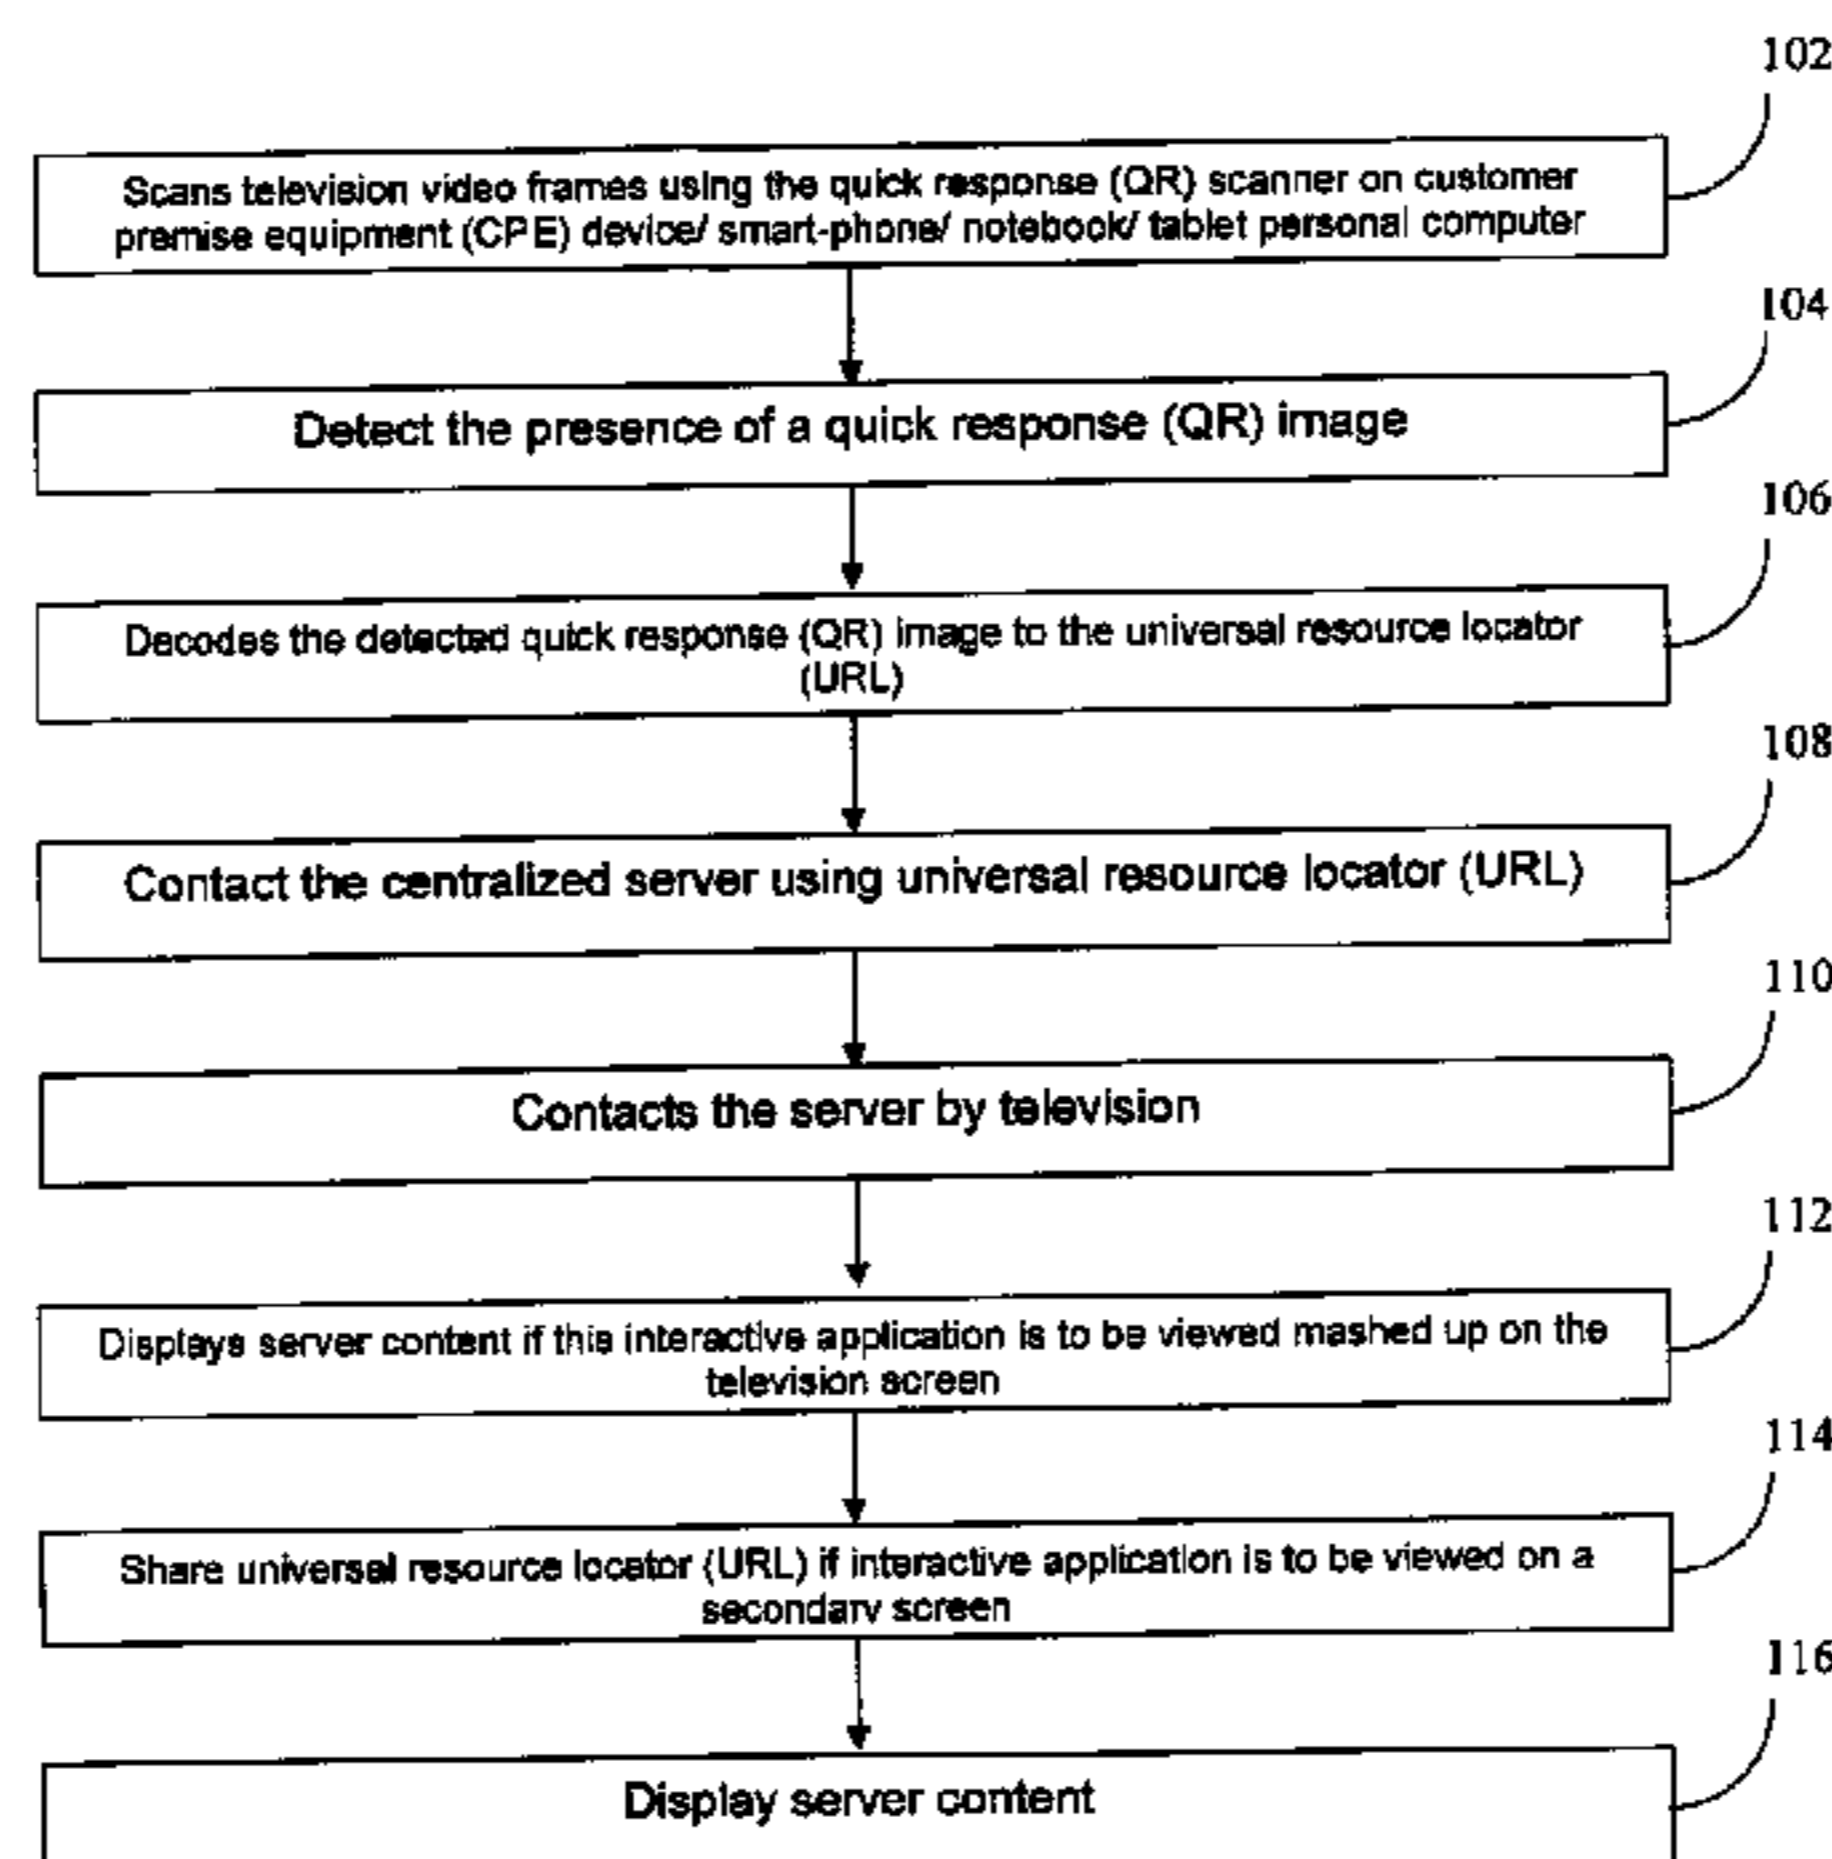 102
Scans television video frames using the quick response (QR) scanner on customer
premise equipment (CPE) device/ smart-phone/ notebook/ tablet personal computer
104
Detect the presence of a quick response (QR) image
106
Decodes the detected quick response (QR) image to the universal resource locator
(URL)
108
Contact the centralized server using universal resource locator (URL)
110
Contacts the server by television
112
Displays server content if this interactive application is to be viewed mashed up on the
television screen
114
Share universal resource locator (URL) if interactive application is to be viewed on a
secondary screen
116
Display server content